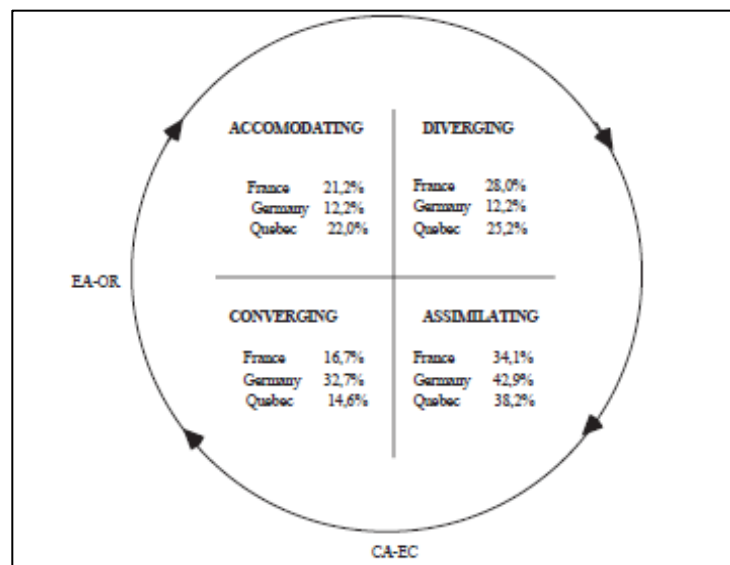 ACCOMODATING
France 21,2%
Germany 12,2%
Quebec 22,0%
DIVERGING
France 28,0%
Germany 12,2%
Quebec 25,2%
EA-OR
CONVERGING
France 16,7%
Germany 32,7%
Quebec 14,6%
ASSIMILATING
France 34,1%
Germany 42,9%
Quebec 38,2%
CA-EC